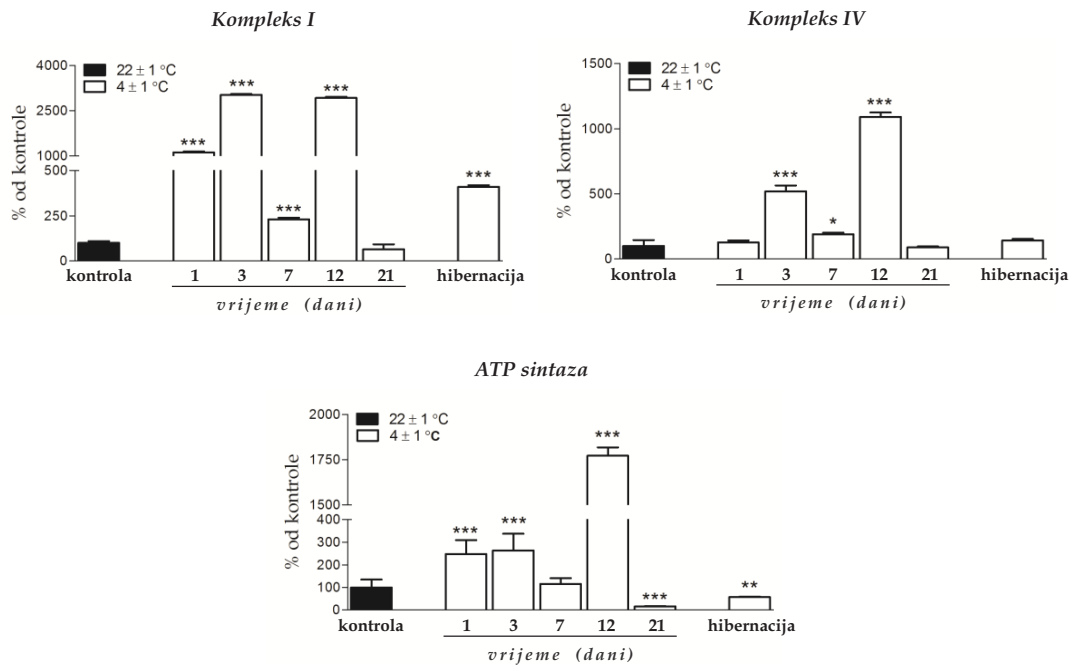 Kompleks I
4000
2500
1000
500
250
0
% od kontrole
22 ± 1 °C
4 ± 1 °C
***
***
***
***
***
kontrola 1 3 7 12 21 hibernacija
vrijeme (dani)
Kompleks IV
1500
1000
500
0
% od kontrole
22 ± 1 °C
4 ± 1 °C
***
*
***
kontrola 1 3 7 12 21 hibernacija
vrijeme (dani)
ATP sintaza
2000
1750
1500
400
300
200
100
0
% od kontrole
22 ± 1 °C
4 ± 1 °C
***
***
***
***
**
kontrola 1 3 7 12 21 hibernacija
vrijeme (dani)